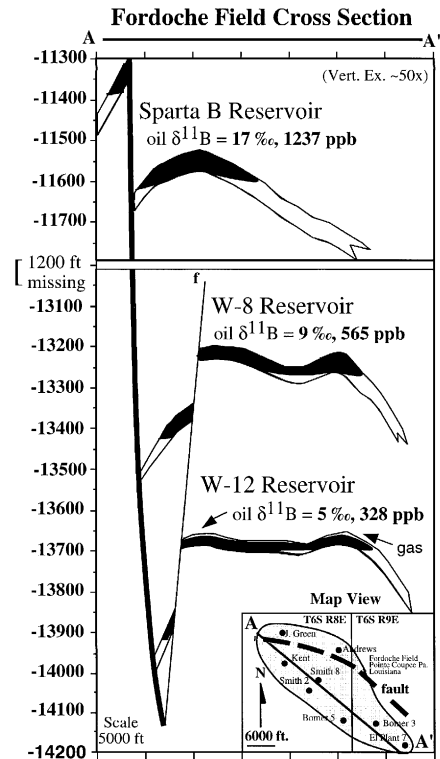 Fordoche Field Cross Section
A A'
(Vert. Ex. ~50x)
-11300
-11400
-11500
-11600
-11700
Sparta B Reservoir
oil δ¹¹B = 17 ‰, 1237 ppb
1200 ft
missing
[
f
-13100
-13200
-13300
-13400
-13500
-13600
-13700
-13800
-13900
-14000
-14100
-14200
W-8 Reservoir
oil δ¹¹B = 9 ‰, 565 ppb
W-12 Reservoir
oil δ¹¹B = 5 ‰, 328 ppb
gas
Scale
5000 ft
Map View
T6S R8E T6S R9E
A
J. Green
Andrews
Fordoche Field
Pointe Coupee Pa.
Louisiana
Kent
Smith 8
fault
N
Smith 2
Bomer 5
Bomer 3
El Plant 7
6000 ft.
A'